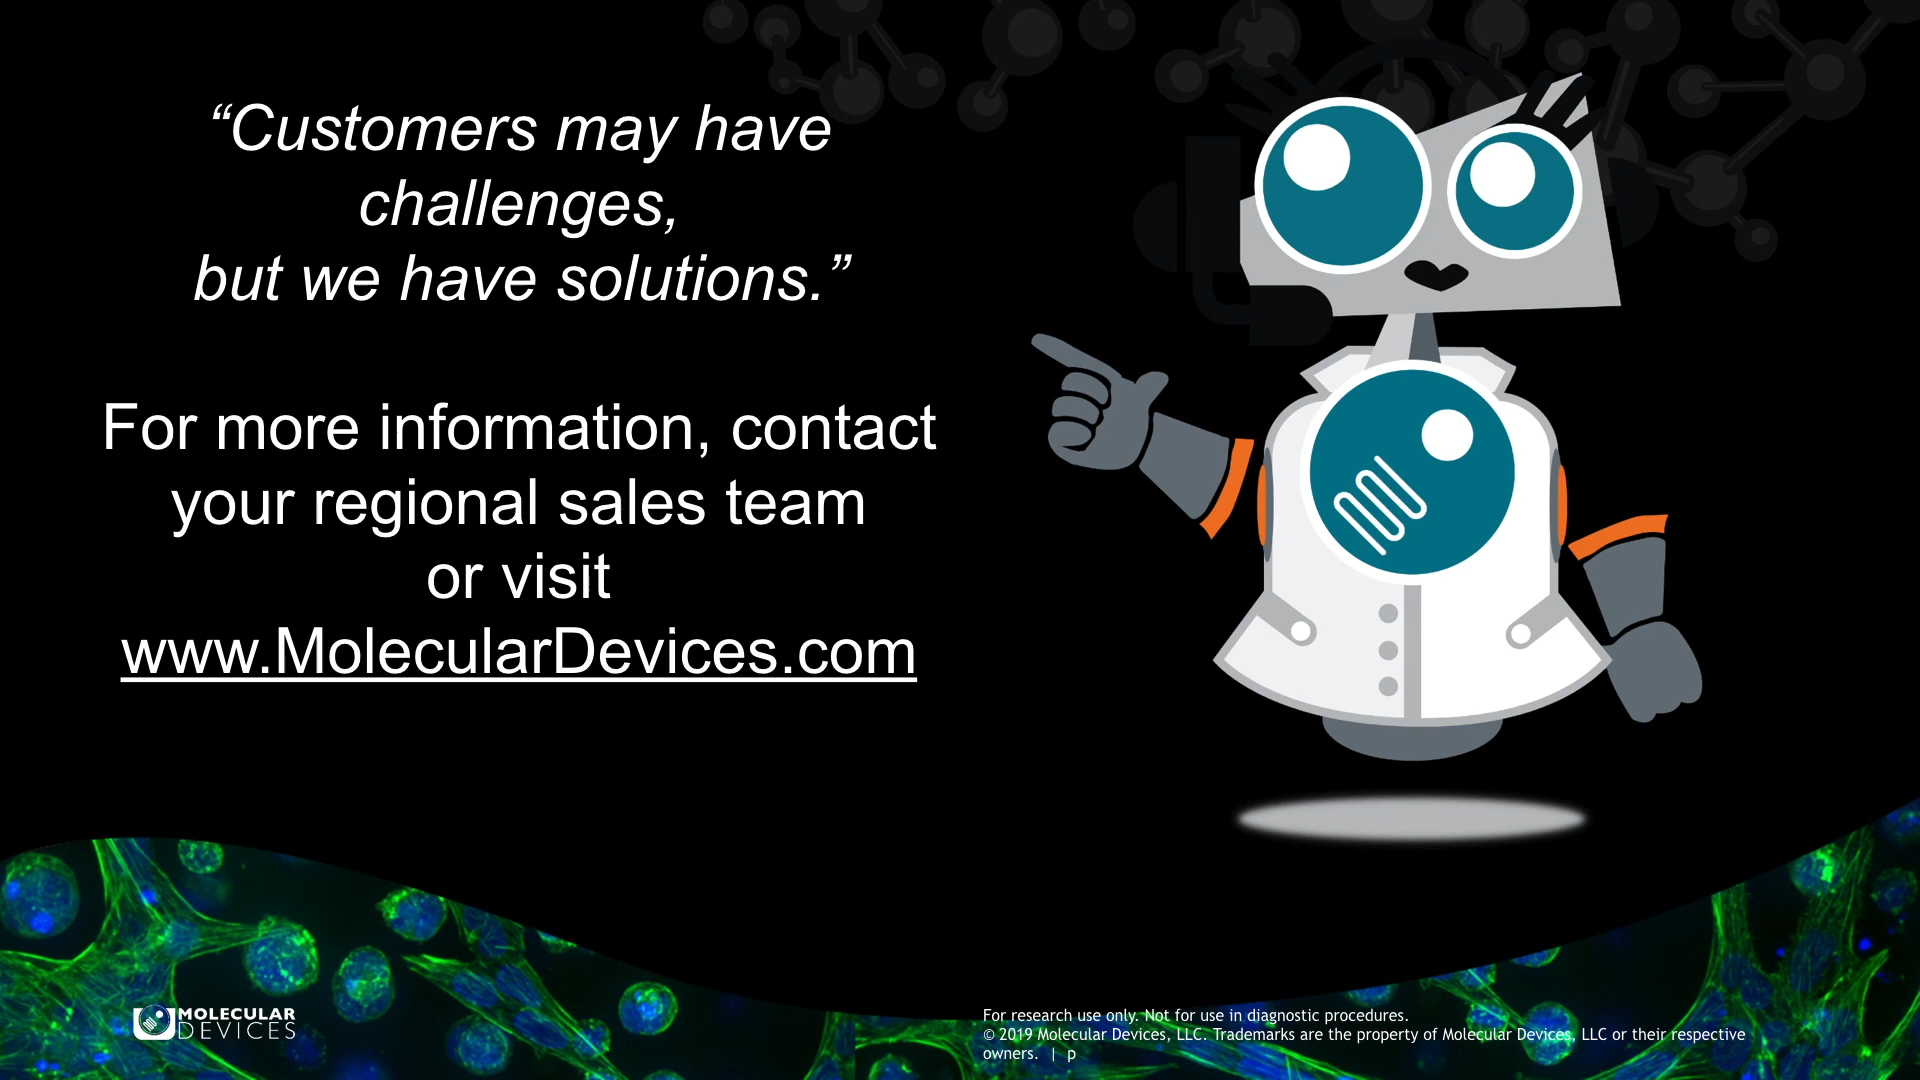 “Customers may have
challenges,
but we have solutions.”
For more information, contact
your regional sales team
or visit
www.MolecularDevices.com
MOLECULAR
DEVICES
For research use only. Not for use in diagnostic procedures.
© 2019 Molecular Devices, LLC. Trademarks are the property of Molecular Devices, LLC or their respective
owners. | p